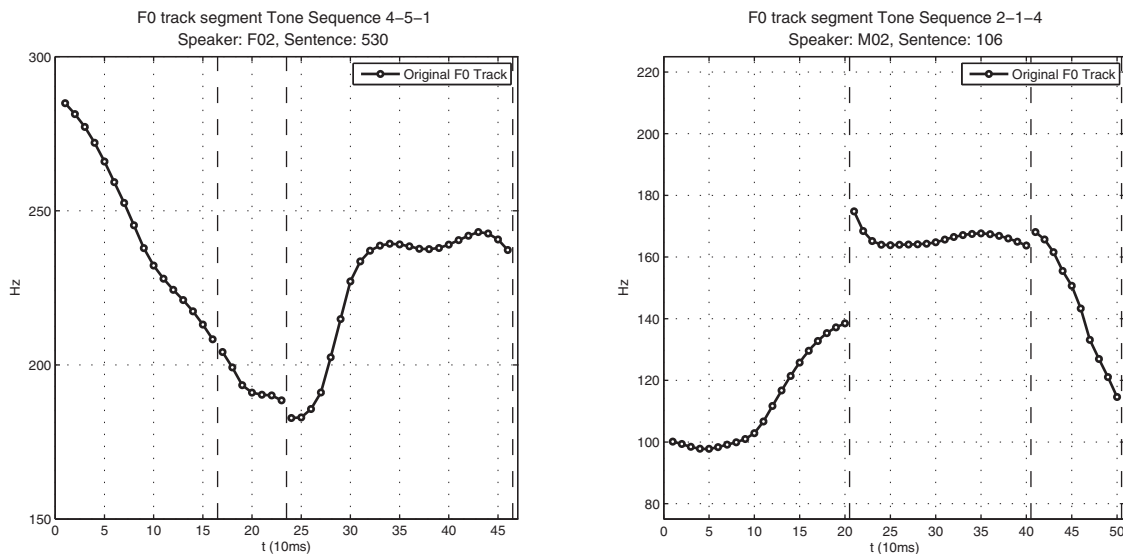 F0 track segment Tone Sequence 4–5–1
Speaker: F02, Sentence: 530
300
250
200
150
Hz
Original F0 Track
0 5 10 15 20 25 30 35 40 45
t (10ms)
F0 track segment Tone Sequence 2–1–4
Speaker: M02, Sentence: 106
220
200
180
160
140
120
100
80
Hz
Original F0 Track
0 5 10 15 20 25 30 35 40 45 50
t (10ms)